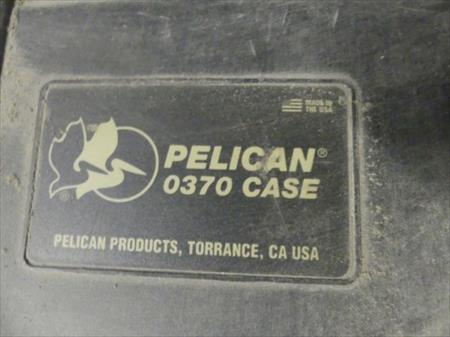 MADE IN
THE USA
PELICAN®
0370 CASE
®
PELICAN PRODUCTS, TORRANCE, CA USA